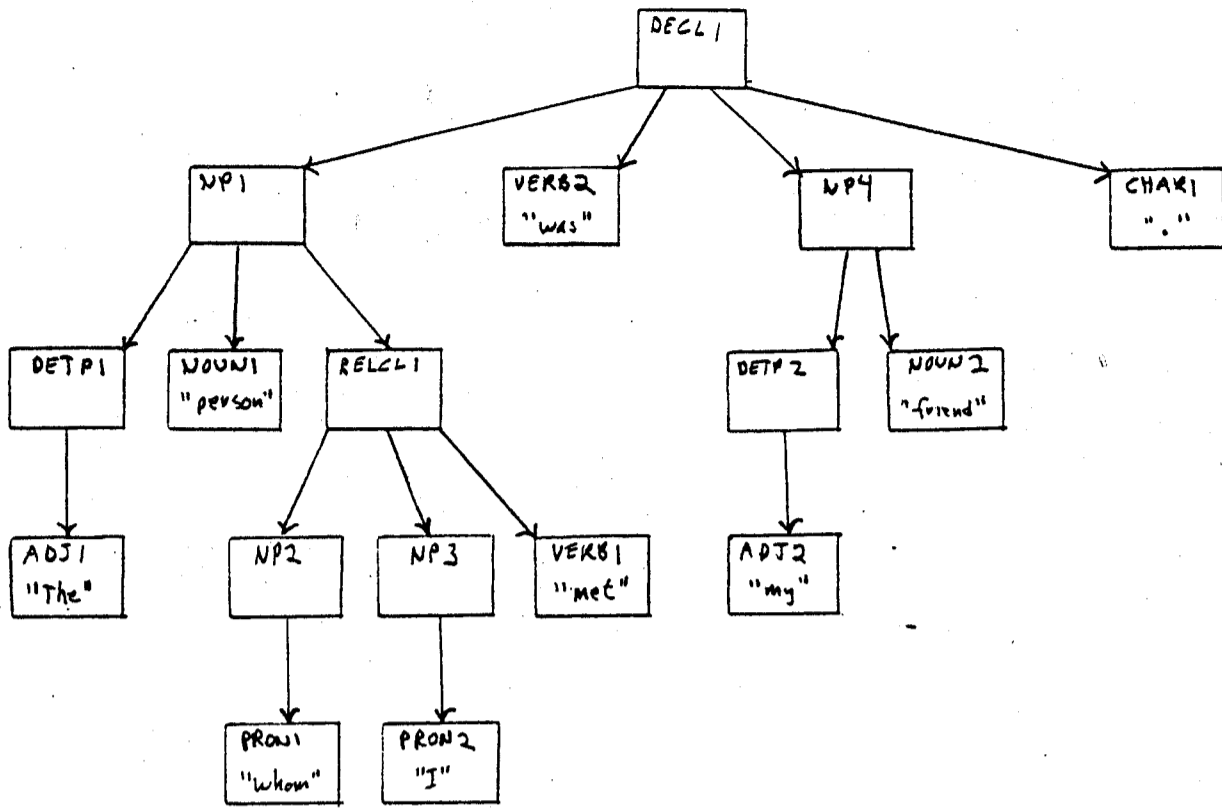 DECL1
NP1
VERB2
"was"
NP4
CHAR1
"."
DETP1
NOUN1
"person"
RELCL1
DETP2
NOUN2
"friend"
ADJ1
"The"
NP2
NP3
VERB1
"met"
ADJ2
"my"
PRON1
"whom"
PRON2
"I"